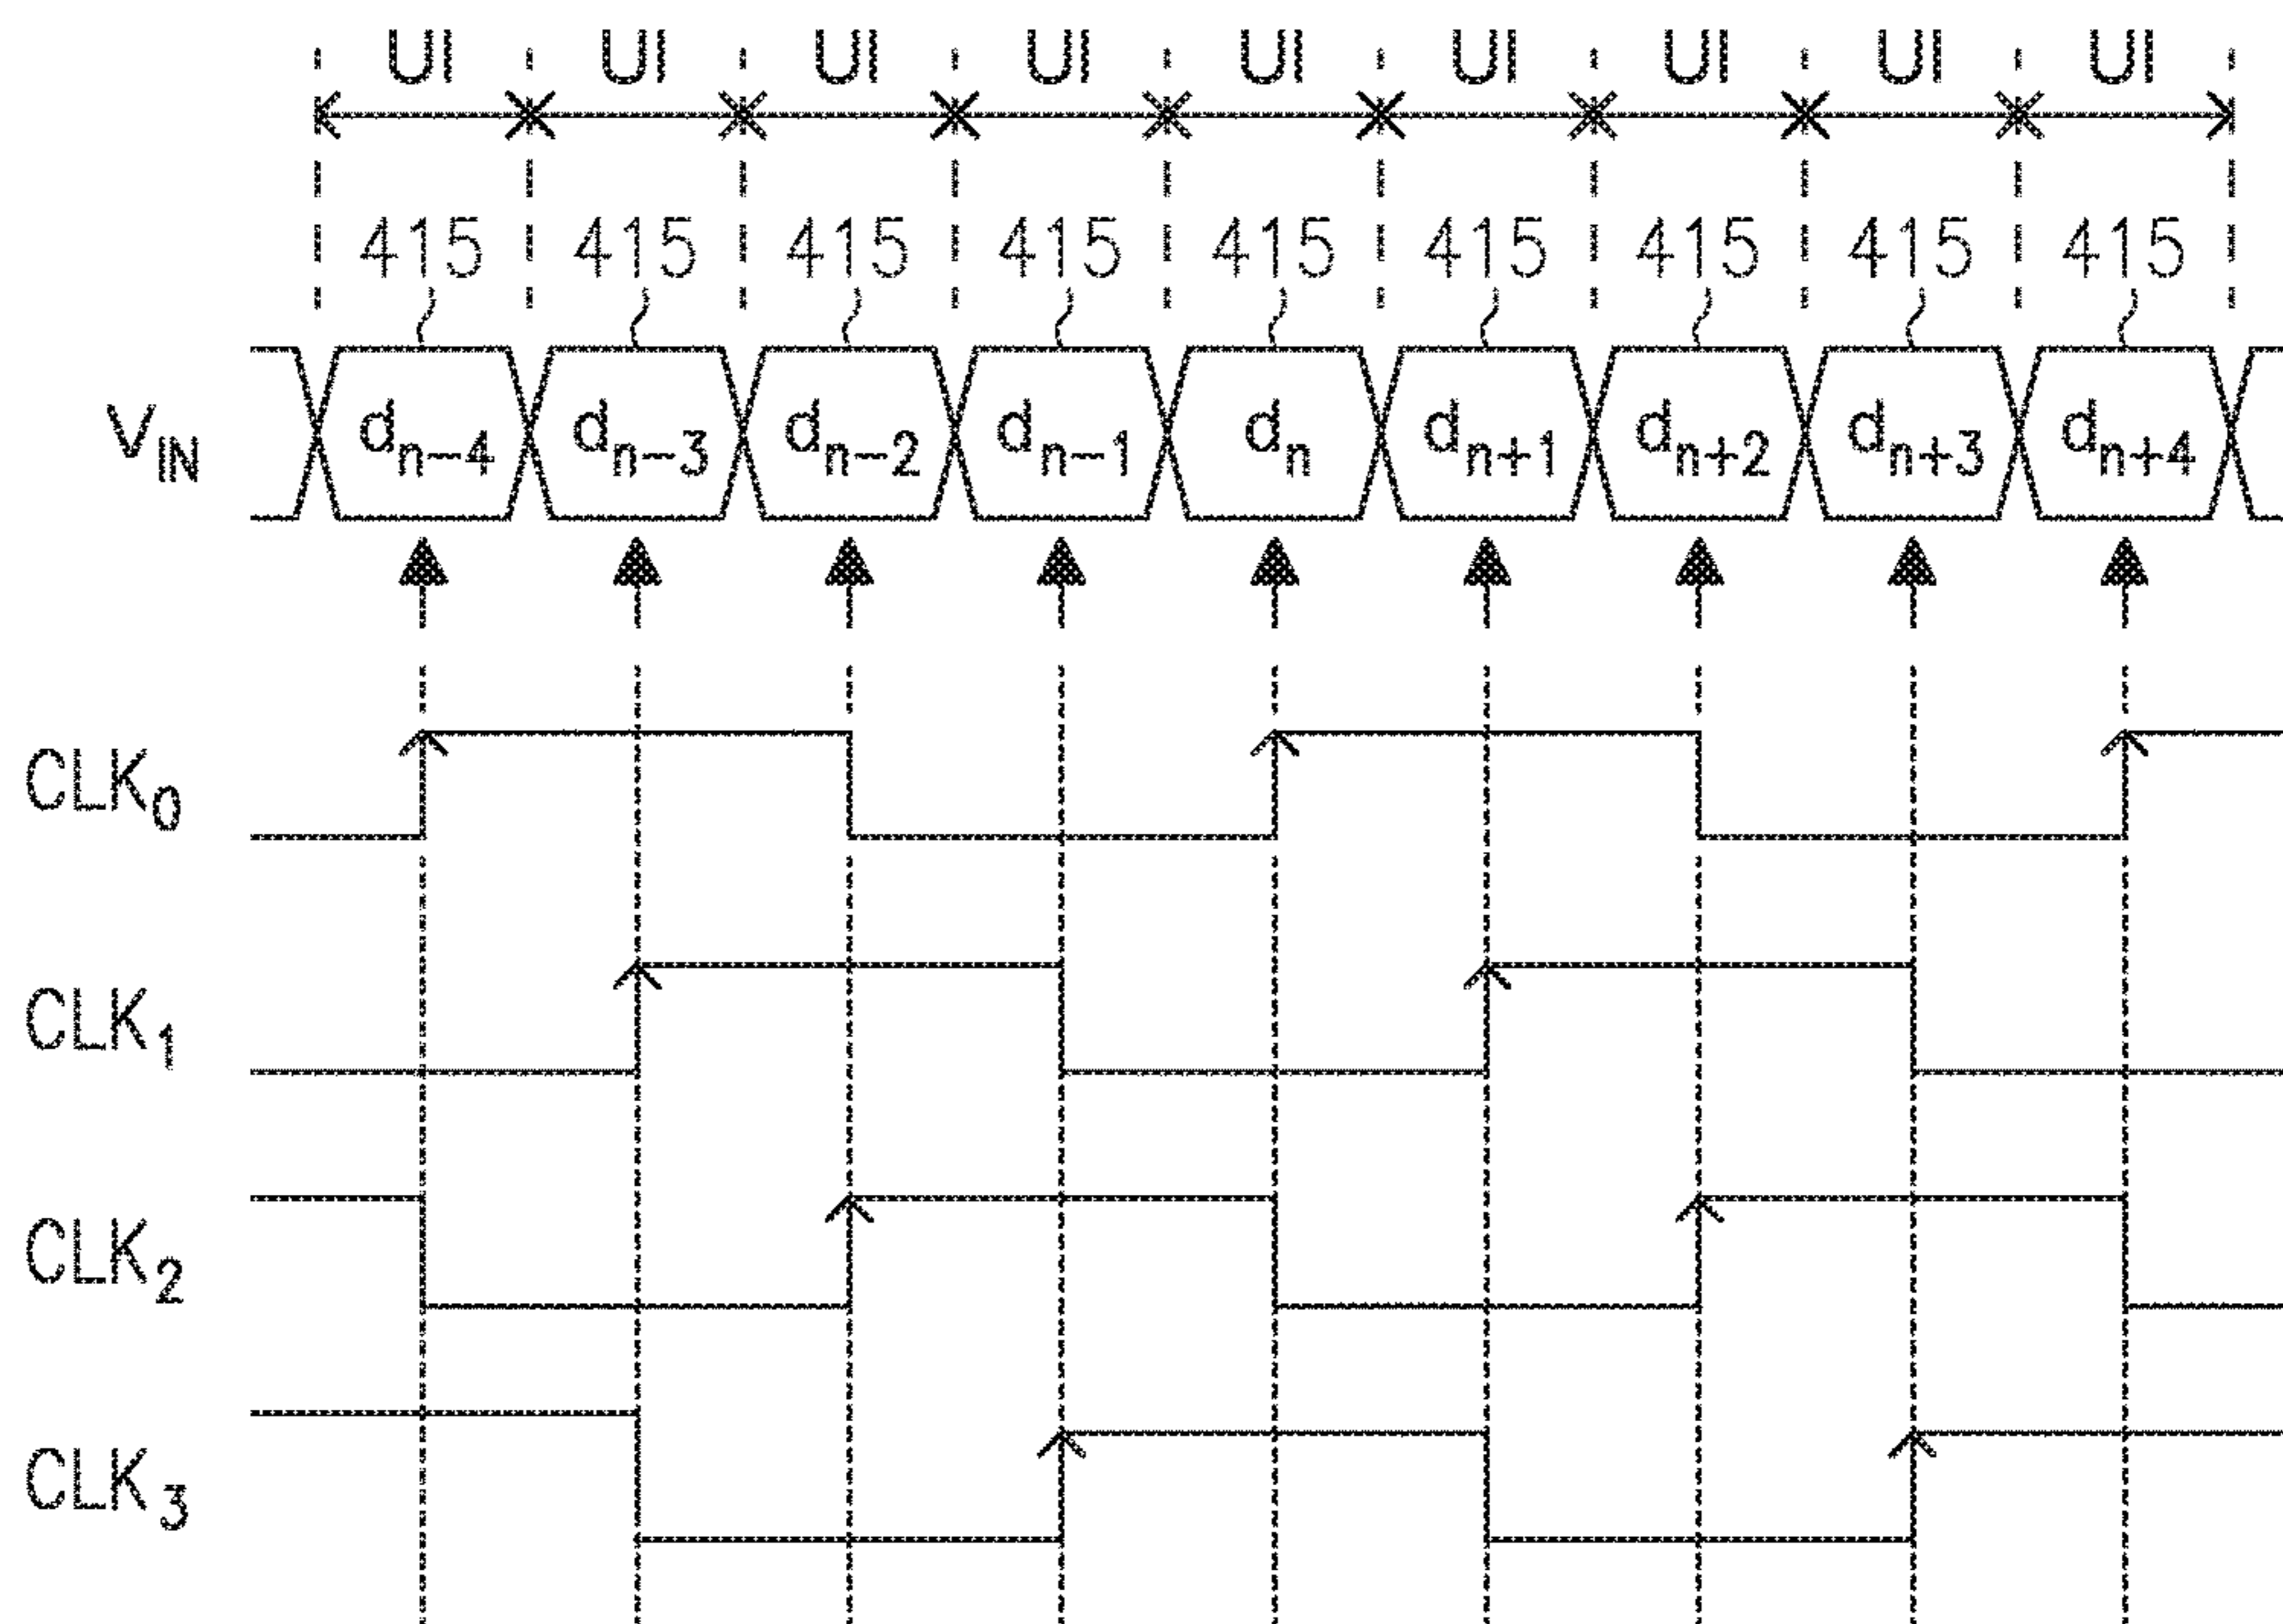 UI UI UI UI UI UI UI UI UI
415 415 415 415 415 415 415 415 415
V_IN d_n-4 d_n-3 d_n-2 d_n-1 d_n d_n+1 d_n+2 d_n+3 d_n+4
CLK_0
CLK_1
CLK_2
CLK_3